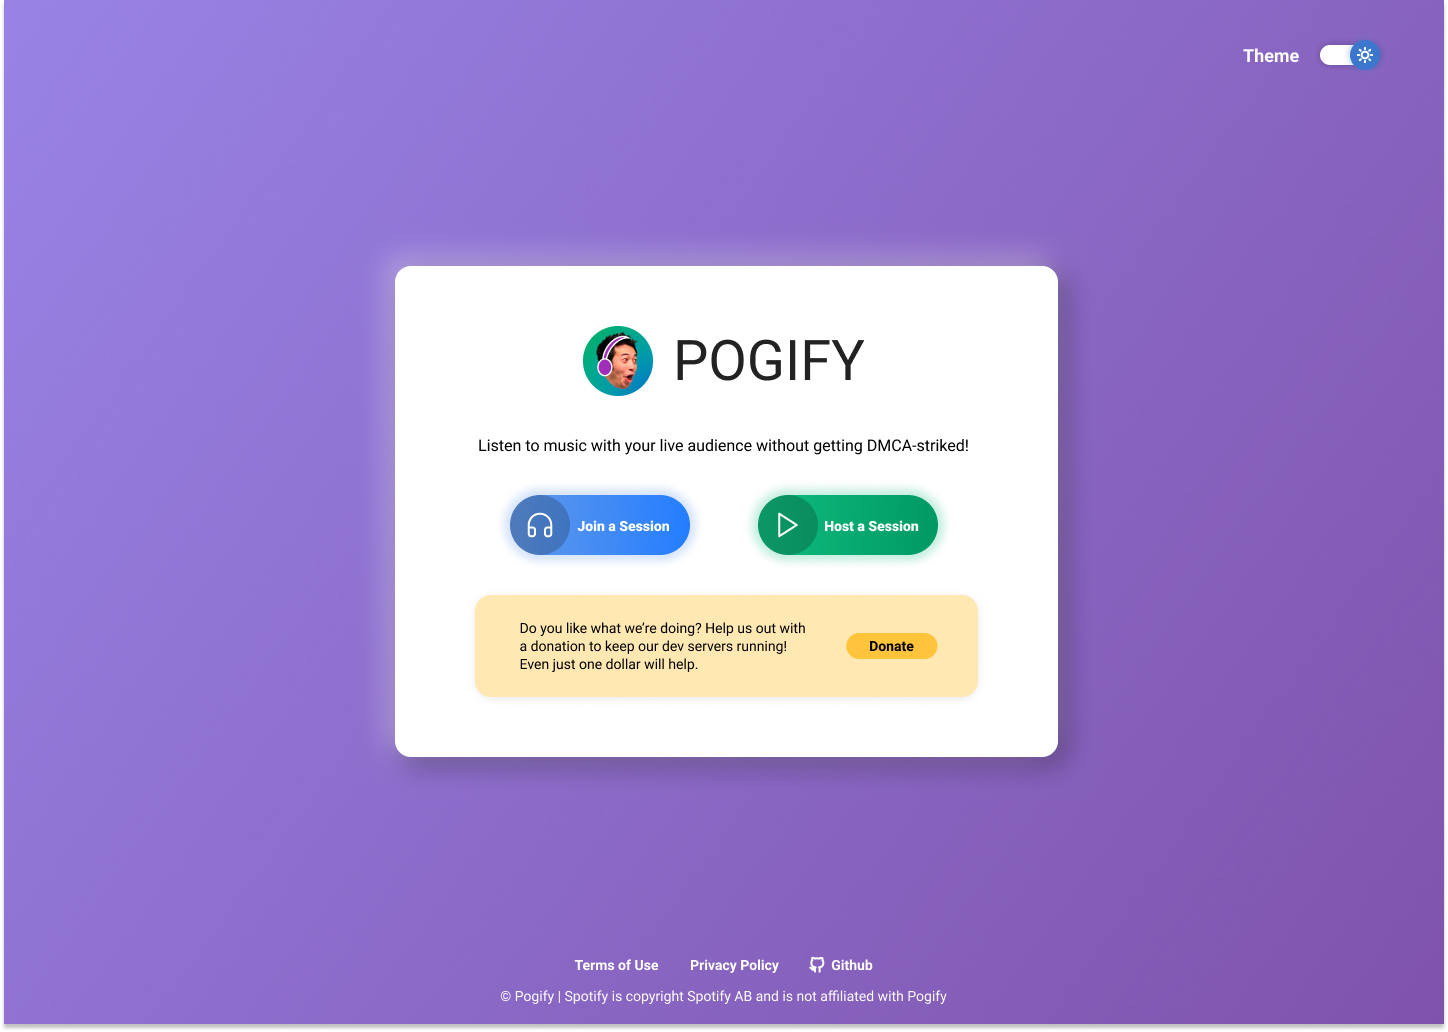 Theme
POGIFY
Listen to music with your live audience without getting DMCA-striked!
Join a Session
Host a Session
Do you like what we’re doing? Help us out with
a donation to keep our dev servers running!
Even just one dollar will help.
Donate
Terms of Use
Privacy Policy
Github
© Pogify | Spotify is copyright Spotify AB and is not affiliated with Pogify